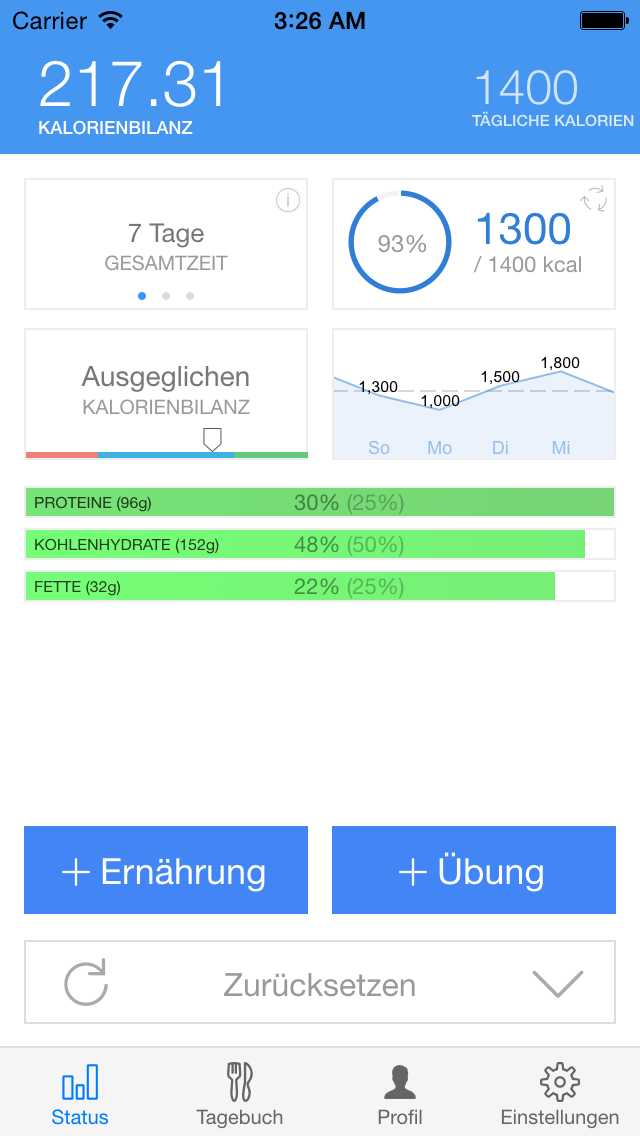 Carrier 3:26 AM
217.31
KALORIENBILANZ
1400
TÄGLICHE KALORIEN
7 Tage
GESAMTZEIT
93%
1300
/ 1400 kcal
Ausgeglichen
KALORIENBILANZ
1,300
1,000
1,500
1,800
So Mo Di Mi
PROTEINE (96g) 30% (25%)
KOHLENHYDRATE (152g) 48% (50%)
FETTE (32g) 22% (25%)
+ Ernährung
+ Übung
Zurücksetzen
Status Tagebuch Profil Einstellungen